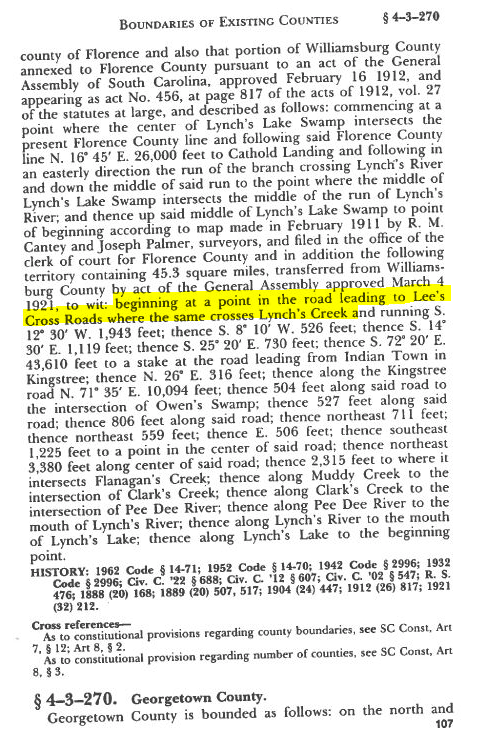 BOUNDARIES OF EXISTING COUNTIES § 4–3–270
county of Florence and also that portion of Williamsburg County
annexed to Florence County pursuant to an act of the General
Assembly of South Carolina, approved February 16 1912, and
appearing as act No. 456, at page 817 of the acts of 1912, vol. 27
of the statutes at large, and described as follows: commencing at a
point where the center of Lynch's Lake Swamp intersects the
present Florence County line and following said Florence County
line N. 16° 45′ E. 26,000 feet to Cathold Landing and following in
an easterly direction the run of the branch crossing Lynch's River
and down the middle of said run to the point where the middle of
Lynch's Lake Swamp intersects the middle of the run of Lynch's
River; and thence up said middle of Lynch's Lake Swamp to point
of beginning according to map made in February 1911 by R. M.
Cantey and Joseph Palmer, surveyors, and filed in the office of the
clerk of court for Florence County and in addition the following
territory containing 45.3 square miles, transferred from Williams-
burg County by act of the General Assembly approved March 4
1921, to wit: beginning at a point in the road leading to Lee's
Cross Roads where the same crosses Lynch's Creek and running S.
12° 30′ W. 1,943 feet; thence S. 8° 10′ W. 526 feet; thence S. 14°
30′ E. 1,119 feet; thence S. 25° 20′ E. 730 feet; thence S. 72° 20′ E.
43,610 feet to a stake at the road leading from Indian Town in
Kingstree; thence N. 26° E. 316 feet; thence along the Kingstree
road N. 71° 35′ E. 10,094 feet; thence 504 feet along said road to
the intersection of Owen's Swamp; thence 527 feet along said
road; thence 806 feet along said road; thence northeast 711 feet;
thence northeast 559 feet; thence E. 506 feet; thence southeast
1,225 feet to a point in the center of said road; thence northeast
3,380 feet along center of said road; thence 2,315 feet to where it
intersects Flanagan's Creek; thence along Muddy Creek to the
intersection of Clark's Creek; thence along Clark's Creek to the
intersection of Pee Dee River; thence along Pee Dee River to the
mouth of Lynch's River; thence along Lynch's River to the mouth
of Lynch's Lake; thence along Lynch's Lake to the beginning
point.
HISTORY: 1962 Code § 14-71; 1952 Code § 14-70; 1942 Code § 2996; 1932
Code § 2996; Civ. C. '22 § 688; Civ. C. '12 § 607; Civ. C. '02 § 547; R. S.
476; 1888 (20) 168; 1889 (20) 507, 517; 1904 (24) 447; 1912 (26) 817; 1921
(32) 212.
Cross references—
As to constitutional provisions regarding county boundaries, see SC Const, Art
7, § 12; Art 8, § 2.
As to constitution provision regarding number of counties, see SC Const, Art
8, § 3.
§ 4–3–270. Georgetown County.
Georgetown County is bounded as follows: on the north and
107